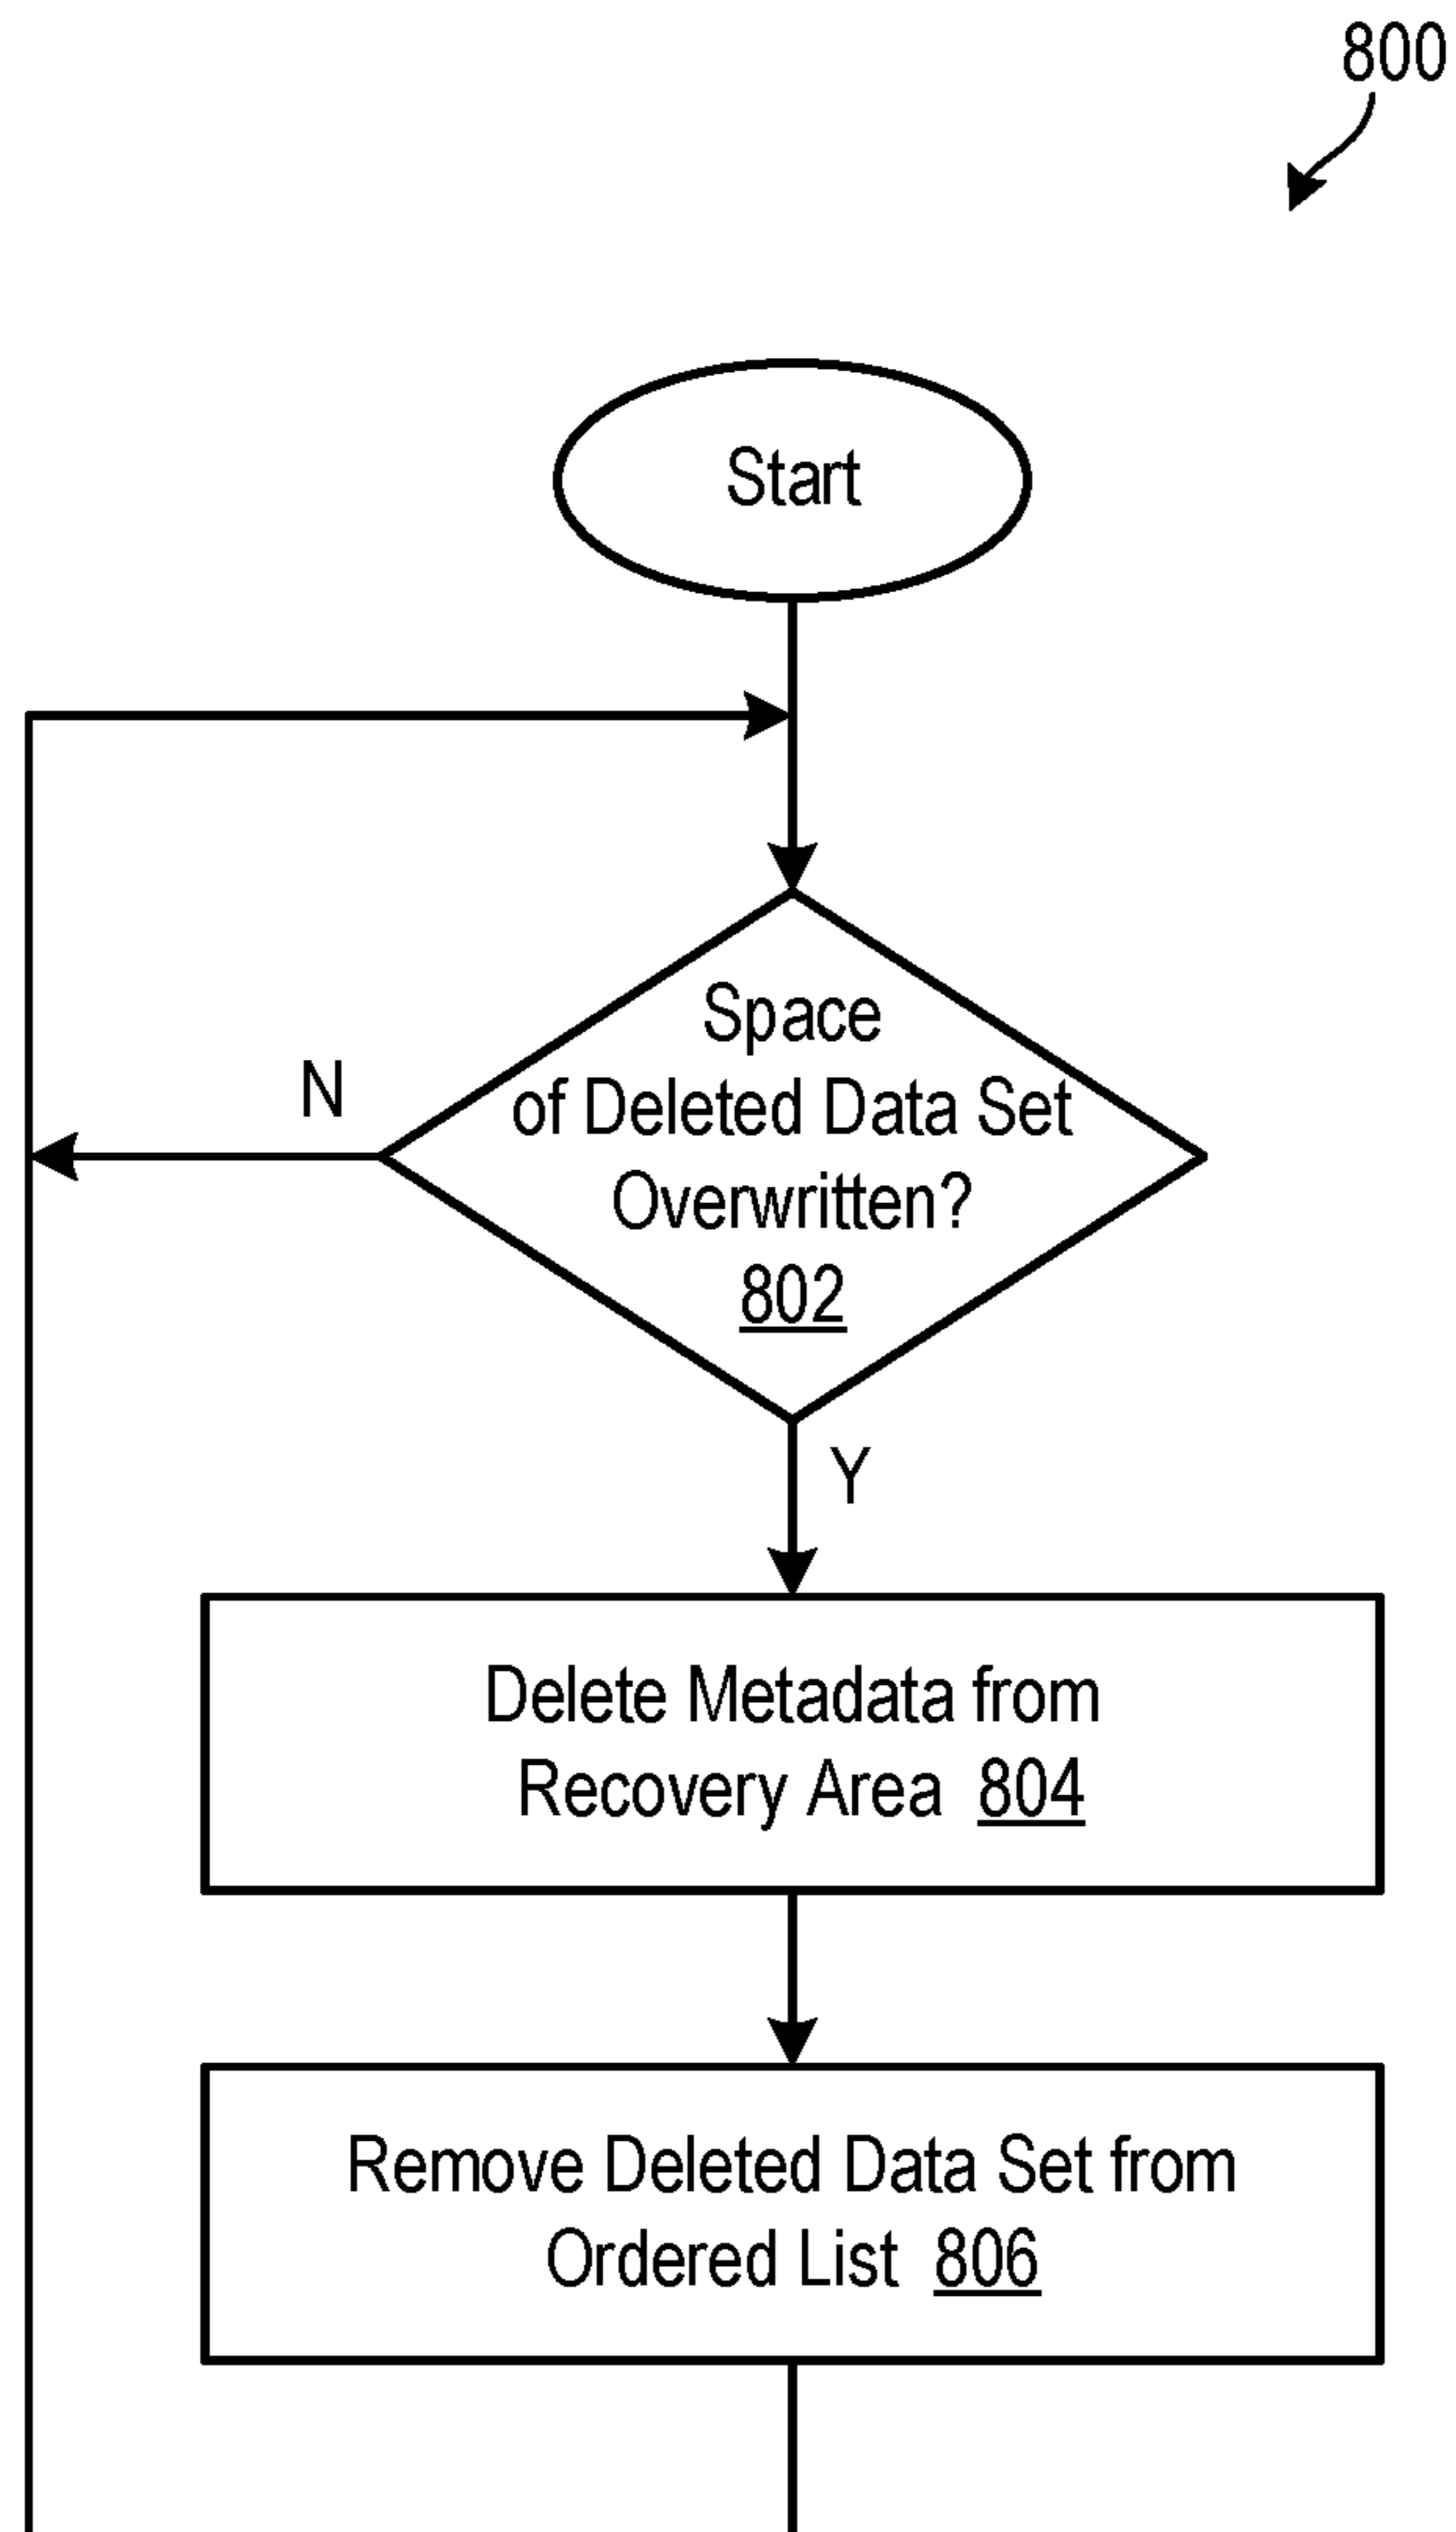 800
Start
Space
of Deleted Data Set
Overwritten?
802
N
Y
Delete Metadata from
Recovery Area 804
Remove Deleted Data Set from
Ordered List 806